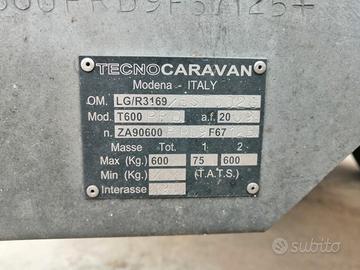 TECNOCARAVAN
Modena - ITALY
OM. LG/R3169
Mod. T600 a.f. 20
n. ZA90600 F67
Masse Tot. 1 2
Max (Kg.) 600 75 600
Min (Kg.) (T.A.T.S.)
Interasse
subito